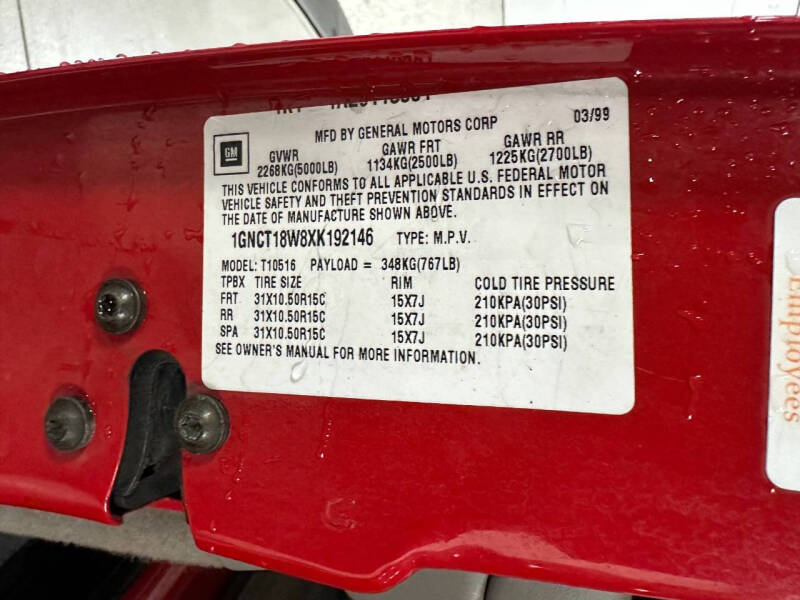 03/99
MFD BY GENERAL MOTORS CORP
GM
GVWR GAWR FRT GAWR RR
2268KG(5000LB) 1134KG(2500LB) 1225KG(2700LB)
THIS VEHICLE CONFORMS TO ALL APPLICABLE U.S. FEDERAL MOTOR
VEHICLE SAFETY AND THEFT PREVENTION STANDARDS IN EFFECT ON
THE DATE OF MANUFACTURE SHOWN ABOVE.
1GNCT18W8XK192146 TYPE: M.P.V.
MODEL: T10516 PAYLOAD = 348KG(767LB)
TPBX TIRE SIZE RIM COLD TIRE PRESSURE
FRT 31X10.50R15C 15X7J 210KPA(30PSI)
RR 31X10.50R15C 15X7J 210KPA(30PSI)
SPA 31X10.50R15C 15X7J 210KPA(30PSI)
SEE OWNER'S MANUAL FOR MORE INFORMATION.
Employees